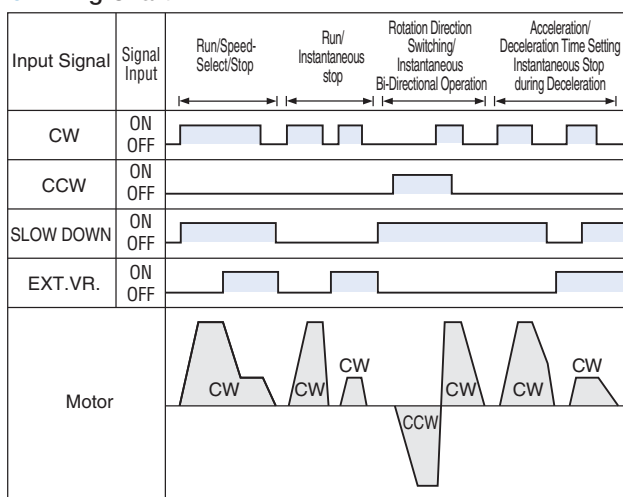 Input Signal
Signal
Input
Run/Speed-
Select/Stop
Run/
Instantaneous
stop
Rotation Direction
Switching/
Instantaneous
Bi-Directional Operation
Acceleration/
Deceleration Time Setting
Instantaneous Stop
during Deceleration
CW
ON
OFF
CCW
ON
OFF
SLOW DOWN
ON
OFF
EXT.VR.
ON
OFF
Motor
CW
CW
CW
CCW
CW
CW
CW